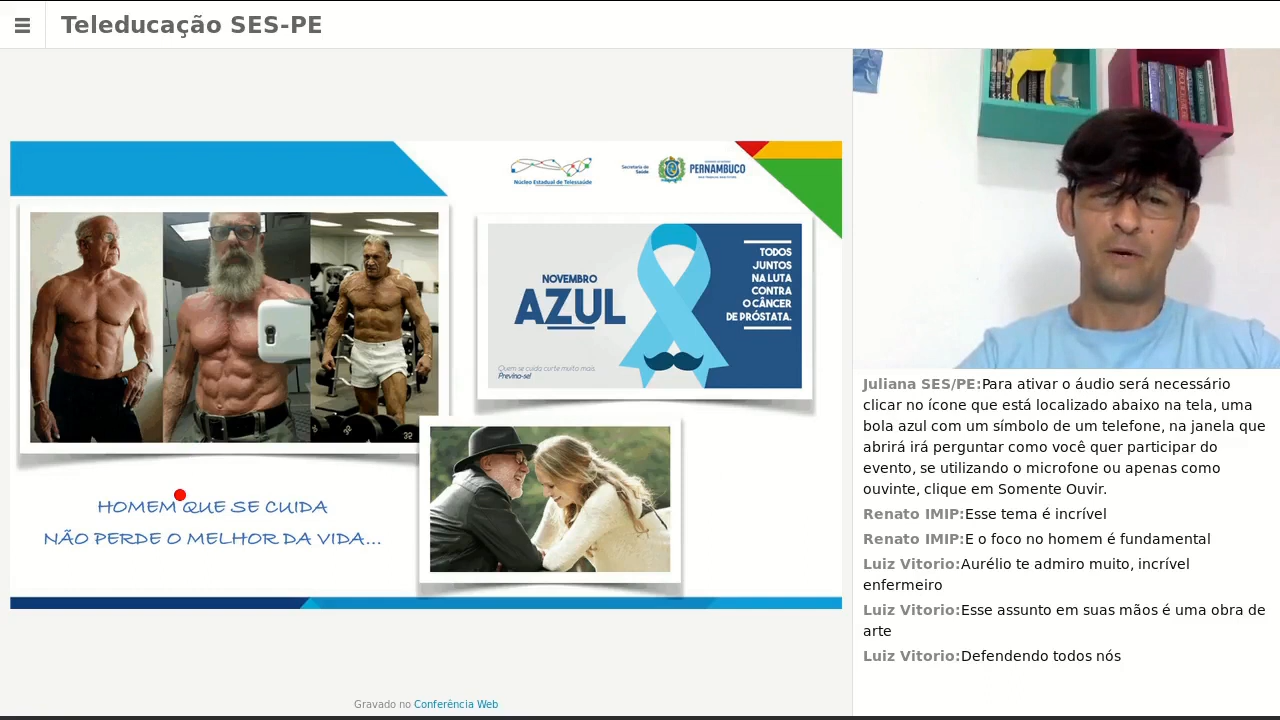 Teleducação SES-PE
Núcleo Estadual de Telessaúde
Secretaria de
Saúde
PERNAMBUCO
NOVEMBRO
AZUL
Quem se cuida curte muito mais.
Previna-se!
TODOS
JUNTOS
NA LUTA
CONTRA
O CÂNCER
DE PRÓSTATA.
HOMEM QUE SE CUIDA
NÃO PERDE O MELHOR DA VIDA...
Gravado no Conferência Web
Juliana SES/PE:Para ativar o áudio será necessário
clicar no ícone que está localizado abaixo na tela, uma
bola azul com um símbolo de um telefone, na janela que
abrirá irá perguntar como você quer participar do
evento, se utilizando o microfone ou apenas como
ouvinte, clique em Somente Ouvir.
Renato IMIP:Esse tema é incrível
Renato IMIP:E o foco no homem é fundamental
Luiz Vitorio:Aurélio te admiro muito, incrível
enfermeiro
Luiz Vitorio:Esse assunto em suas mãos é uma obra de
arte
Luiz Vitorio:Defendendo todos nós